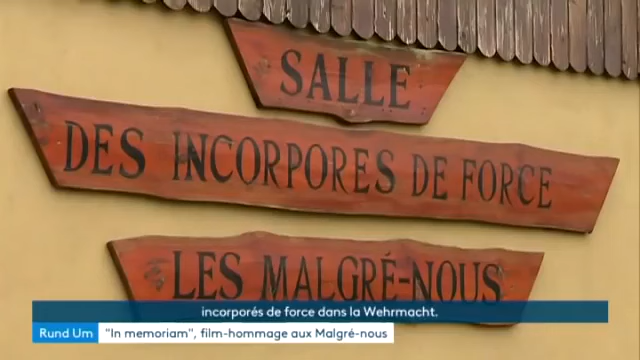 SALLE
DES INCORPORES DE FORCE
LES MALGRÉ-NOUS
incorporés de force dans la Wehrmacht.
Rund Um "In memoriam", film-hommage aux Malgré-nous